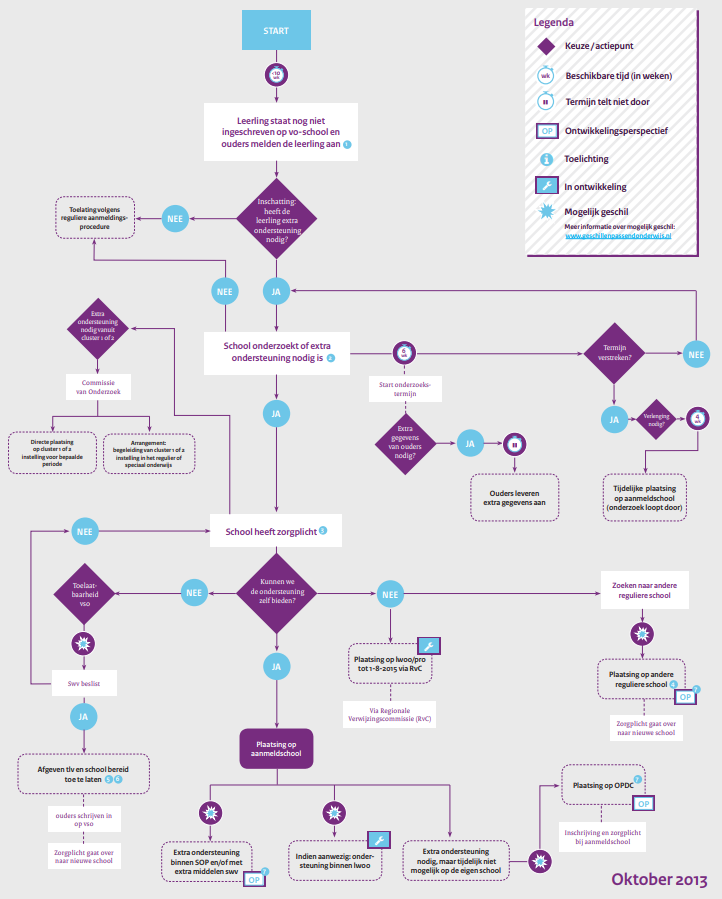 START
<10
wk
Leerling staat nog niet
ingeschreven op vo-school en
ouders melden de leerling aan 1
Inschatting:
heeft de
leerling extra
ondersteuning
nodig?
NEE
Toelating volgens
reguliere aanmeldings-
procedure
NEE
JA
Legenda
Keuze/actiepunt
wk
Beschikbare tijd (in weken)
Termijn telt niet door
OP
Ontwikkelingsperspectief
i
Toelichting
In ontwikkeling
Mogelijk geschil
Meer informatie over mogelijk geschil:
www.geschillenpassendonderwijs.nl
Extra
ondersteuning
nodig vanuit
cluster 1 of 2
Commissie
van Onderzoek
Directe plaatsing
op cluster 1 of 2
instelling voor bepaalde
periode
Arrangement:
begeleiding van cluster 1 of 2
instelling in het regulier of
speciaal onderwijs
School onderzoekt of extra
ondersteuning nodig is 2
6
wk
Start onderzoeks-
termijn
Extra
gegevens
van ouders
nodig?
JA
Ouders leveren
extra gegevens aan
Termijn
verstreken?
NEE
JA
Verlenging
nodig?
4
wk
Tijdelijke plaatsing
op aanmeldschool
(onderzoek loopt door)
JA
School heeft zorgplicht 3
NEE
Toelaat-
baarheid
vso
NEE
Kunnen we
de ondersteuning
zelf bieden?
NEE
Zoeken naar andere
reguliere school
Swv beslist
JA
Afgeven tlv en school bereid
toe te laten 5 6
ouders schrijven in
op vso
Zorgplicht gaat over
naar nieuwe school
JA
Plaatsing op lwoo/pro
tot 1-8-2015 via RvC
Via Regionale
Verwijzingscommissie (RvC)
Plaatsing op andere
reguliere school 4
OP
7
Zorgplicht gaat over
naar nieuwe school
Plaatsing op
aanmeldschool
Extra ondersteuning
binnen SOP en/of met
extra middelen swv
OP
7
Indien aanwezig: onder-
steuning binnen lwoo
Extra ondersteuning
nodig, maar tijdelijk niet
mogelijk op de eigen school
Plaatsing op OPDC 7
OP
Inschrijving en zorgplicht
bij aanmeldschool
Oktober 2013